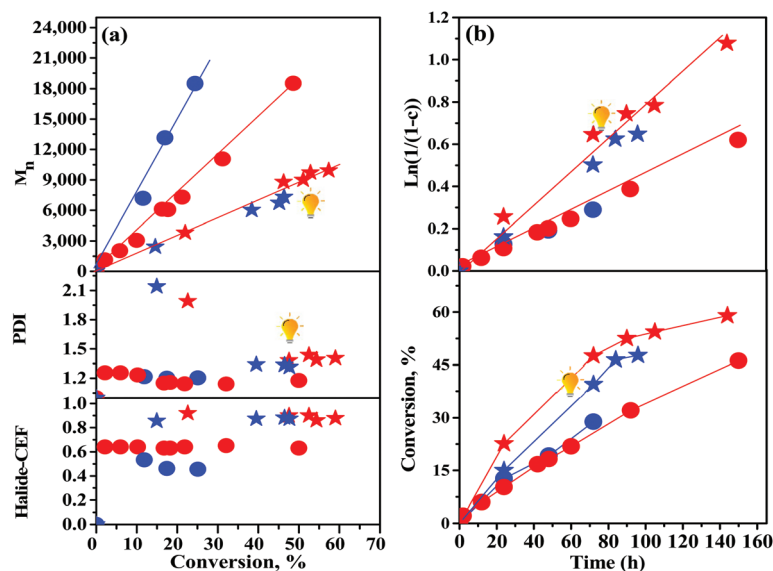 (a)
24,000
21,000
18,000
15,000
12,000
9,000
6,000
3,000
0
Mn
2.1
1.8
1.5
1.2
PDI
1.0
0.8
0.6
0.4
0.2
0.0
Halide-CEF
0 10 20 30 40 50 60 70
Conversion, %
(b)
1.2
1.0
0.8
0.6
0.4
0.2
0.0
Ln(1/(1-c))
60
45
30
15
0
Conversion, %
0 20 40 60 80 100 120 140 160
Time (h)